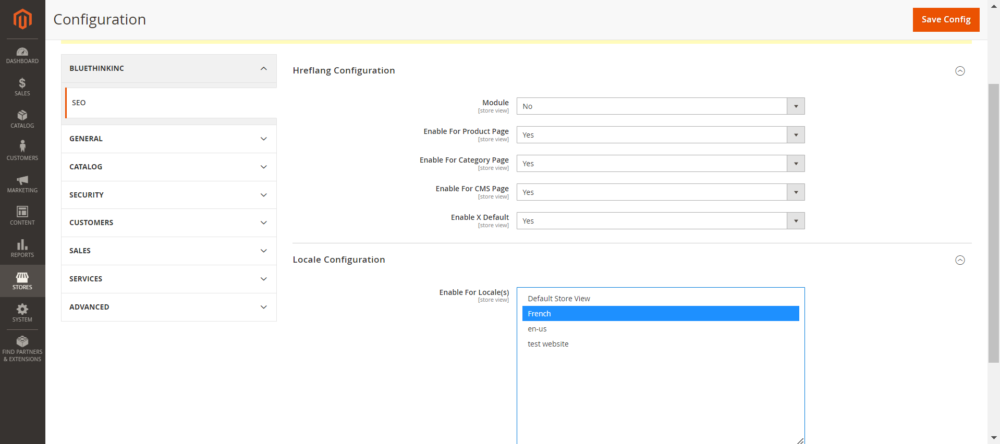 Configuration
Save Config
DASHBOARD
SALES
CATALOG
CUSTOMERS
MARKETING
CONTENT
REPORTS
STORES
SYSTEM
FIND PARTNERS
& EXTENSIONS
BLUETHINKINC
SEO
GENERAL
CATALOG
SECURITY
CUSTOMERS
SALES
SERVICES
ADVANCED
Hreflang Configuration
Module
[store view]
No
Enable For Product Page
[store view]
Yes
Enable For Category Page
[store view]
Yes
Enable For CMS Page
[store view]
Yes
Enable X Default
[store view]
Yes
Locale Configuration
Enable For Locale(s)
[store view]
Default Store View
French
en-us
test website